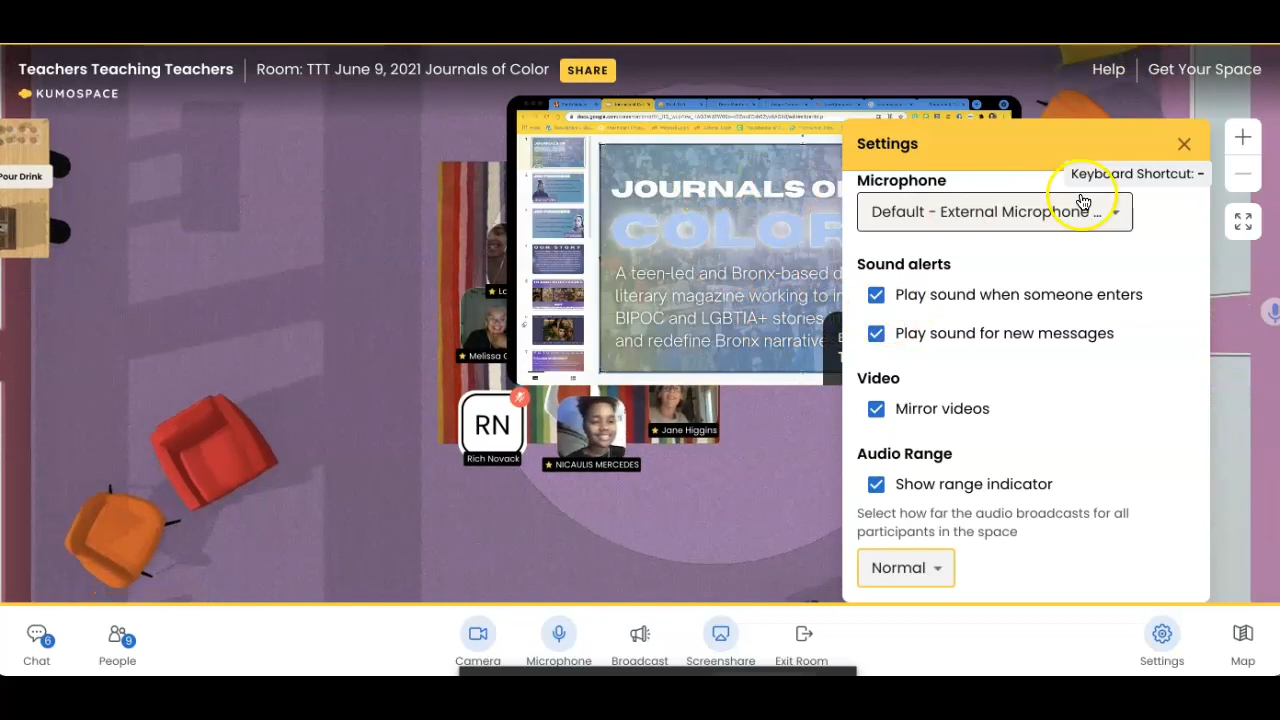 Teachers Teaching Teachers
Room: TTT June 9, 2021 Journals of Color
SHARE
Help
Get Your Space
KUMOSPACE
Pour Drink
JOURNALS O
COLO
A teen-led and Bronx-based d
literary magazine working to in
BIPOC and LGBTIA+ stories
and redefine Bronx narrative
OUR STORY
Lo
Melissa
RN
Rich Novack
NICAULIS MERCEDES
Jane Higgins
Settings
Keyboard Shortcut: -
Microphone
Default - External Microphone ...
Sound alerts
Play sound when someone enters
Play sound for new messages
Video
Mirror videos
Audio Range
Show range indicator
Select how far the audio broadcasts for all
participants in the space
Normal
6
9
Chat
People
Camera
Microphone
Broadcast
Screenshare
Exit Room
Settings
Map